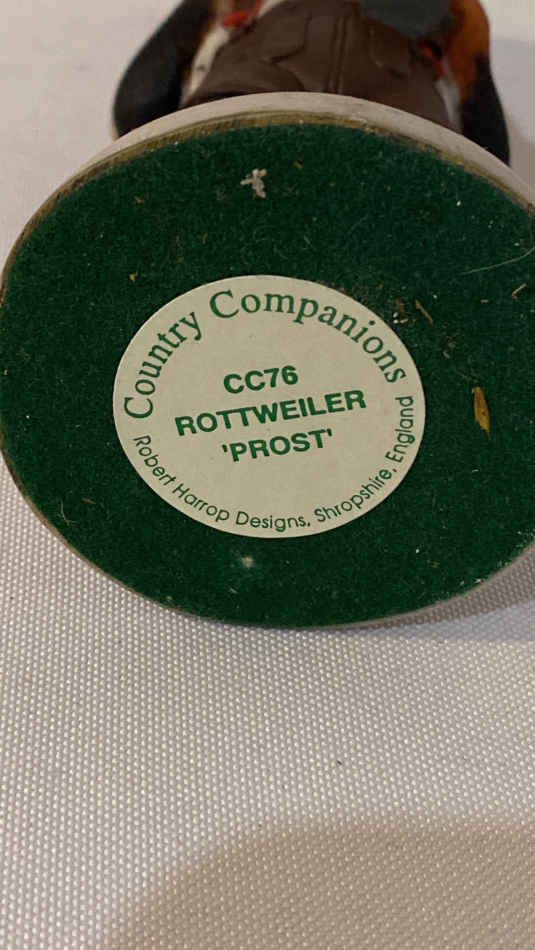 Country Companions
CC76
ROTTWEILER
'PROST'
Robert Harrop Designs, Shropshire, England